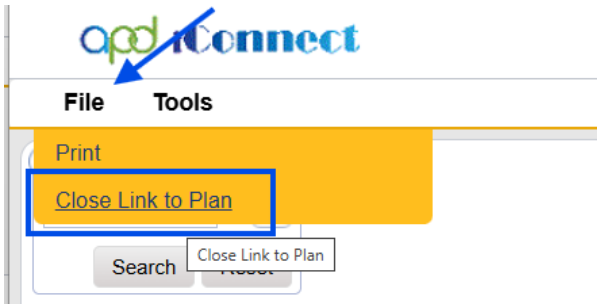 apd iConnect
File Tools
Print
Close Link to Plan
Close Link to Plan
Search Reset